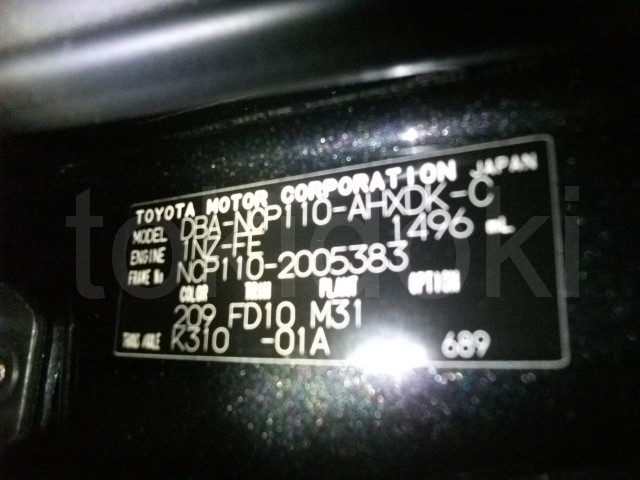 TOYOTA MOTOR CORPORATION JAPAN
MODEL DBA-NCP110-AHXDK-C
ENGINE 1NZ-FE 1496 mL
FRAME No NCP110-2005383
COLOR TRIM PLANT OPTION
209 FD10 M31
TRANS/AXLE K310 -01A 689